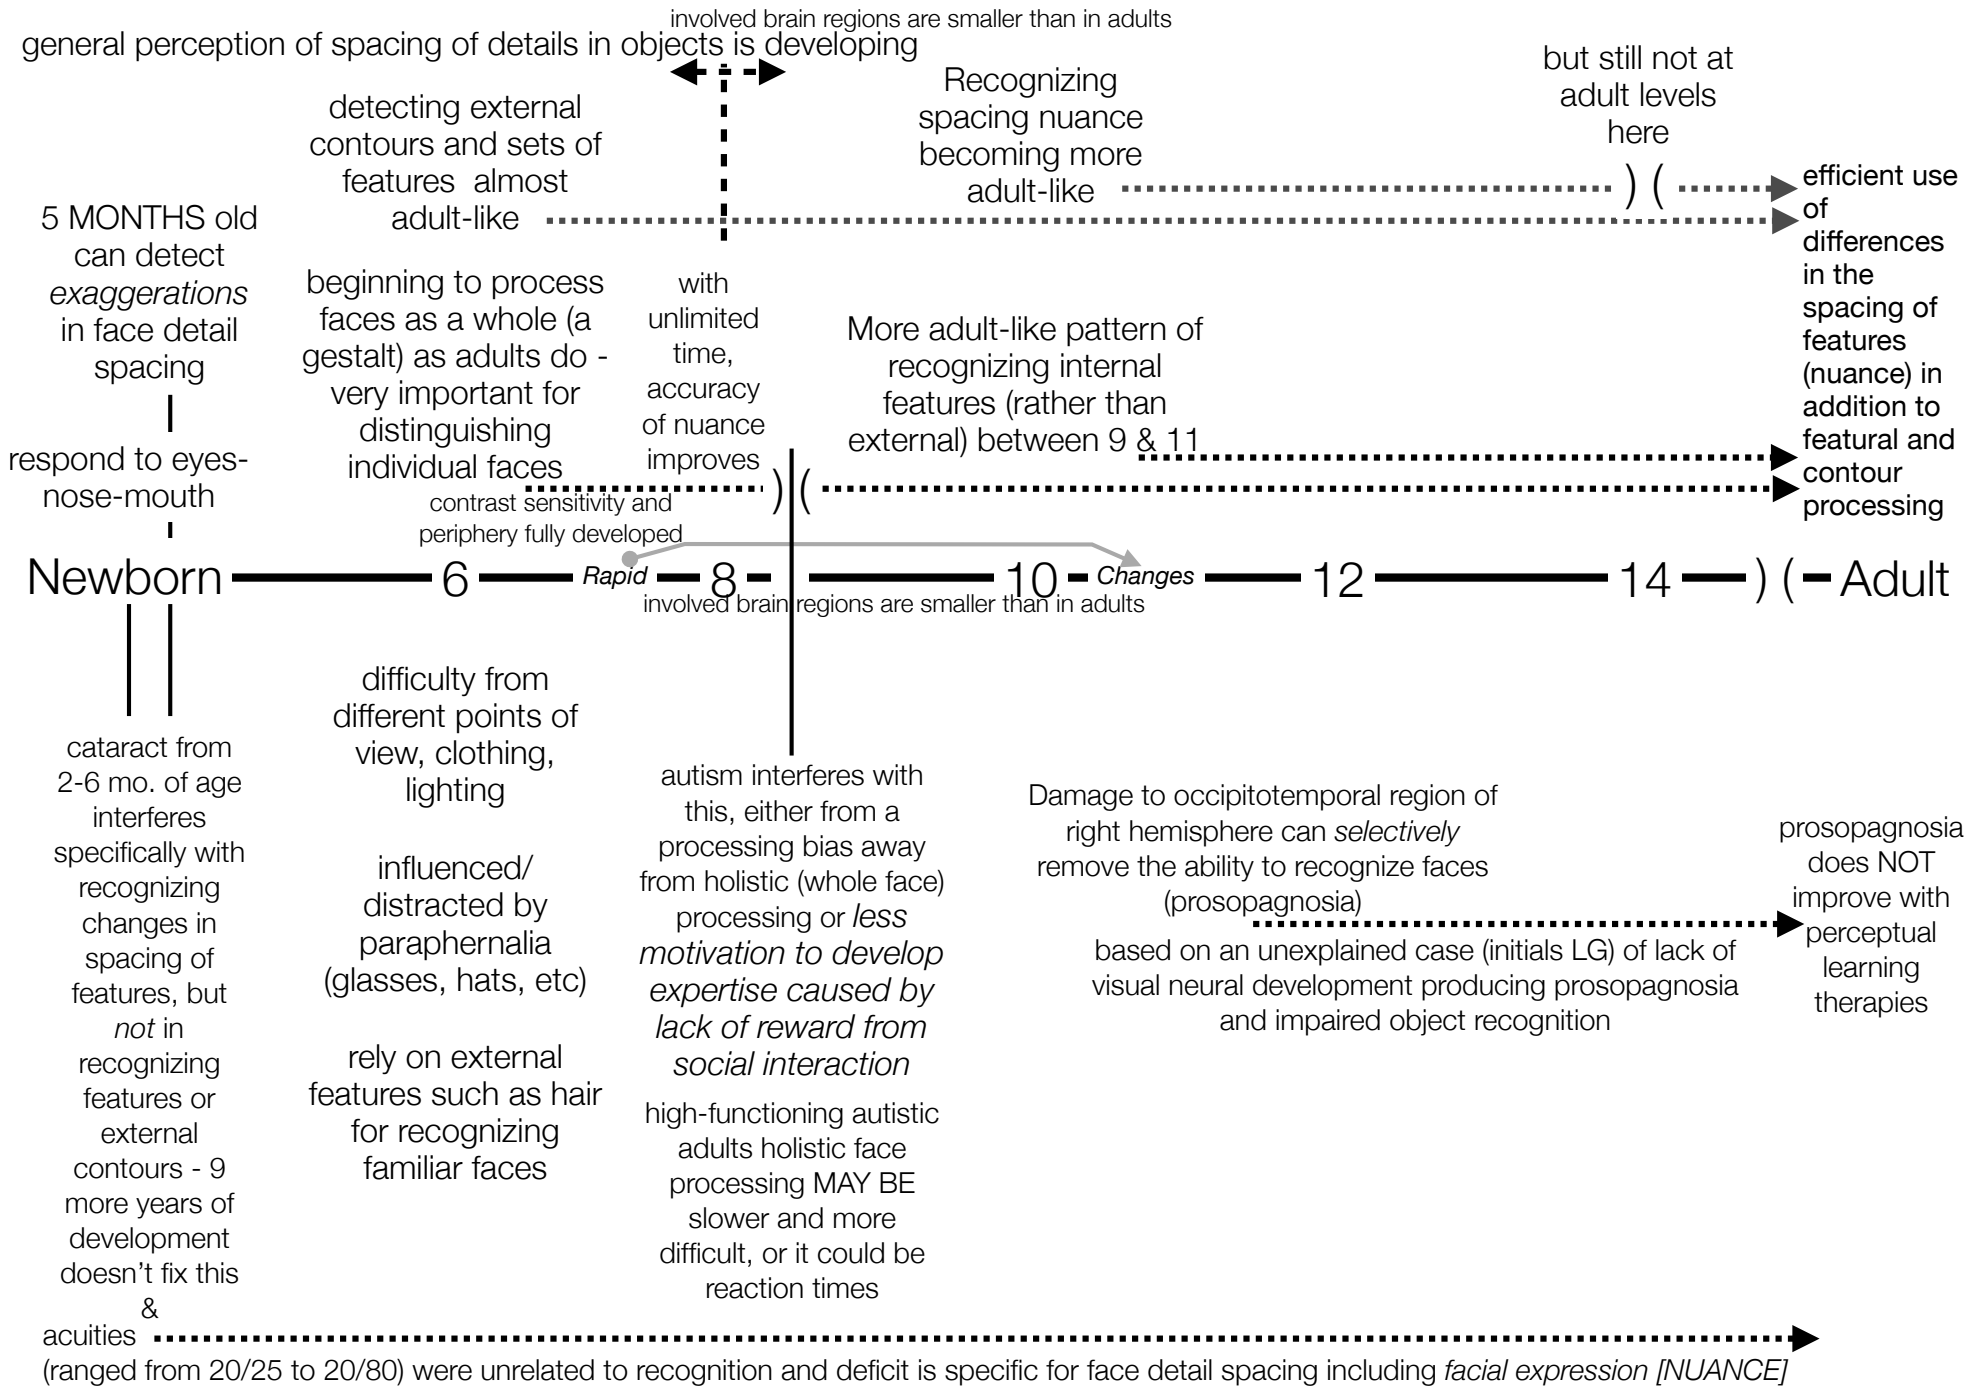 involved brain regions are smaller than in adults
general perception of spacing of details in objects is developing
detecting external
contours and sets of
features almost
adult-like
Recognizing
spacing nuance
becoming more
adult-like
but still not at
adult levels
here
) (
5 MONTHS old
can detect
exaggerations
in face detail
spacing
respond to eyes-
nose-mouth
beginning to process
faces as a whole (a
gestalt) as adults do -
very important for
distinguishing
individual faces
with
unlimited
time,
accuracy
of nuance
improves
More adult-like pattern of
recognizing internal
features (rather than
external) between 9 & 11
) (
efficient use
of
differences
in the
spacing of
features
(nuance) in
addition to
featural and
contour
processing
contrast sensitivity and
periphery fully developed
Newborn 6 Rapid 8 10 Changes 12 14 ) ( Adult
involved brain regions are smaller than in adults
cataract from
2-6 mo. of age
interferes
specifically with
recognizing
changes in
spacing of
features, but
not in
recognizing
features or
external
contours - 9
more years of
development
doesn't fix this
&
difficulty from
different points of
view, clothing,
lighting
influenced/
distracted by
paraphernalia
(glasses, hats, etc)
rely on external
features such as hair
for recognizing
familiar faces
autism interferes with
this, either from a
processing bias away
from holistic (whole face)
processing or less
motivation to develop
expertise caused by
lack of reward from
social interaction
high-functioning autistic
adults holistic face
processing MAY BE
slower and more
difficult, or it could be
reaction times
Damage to occipitotemporal region of
right hemisphere can selectively
remove the ability to recognize faces
(prosopagnosia)
based on an unexplained case (initials LG) of lack of
visual neural development producing prosopagnosia
and impaired object recognition
prosopagnosia
does NOT
improve with
perceptual
learning
therapies
acuities
(ranged from 20/25 to 20/80) were unrelated to recognition and deficit is specific for face detail spacing including facial expression [NUANCE]